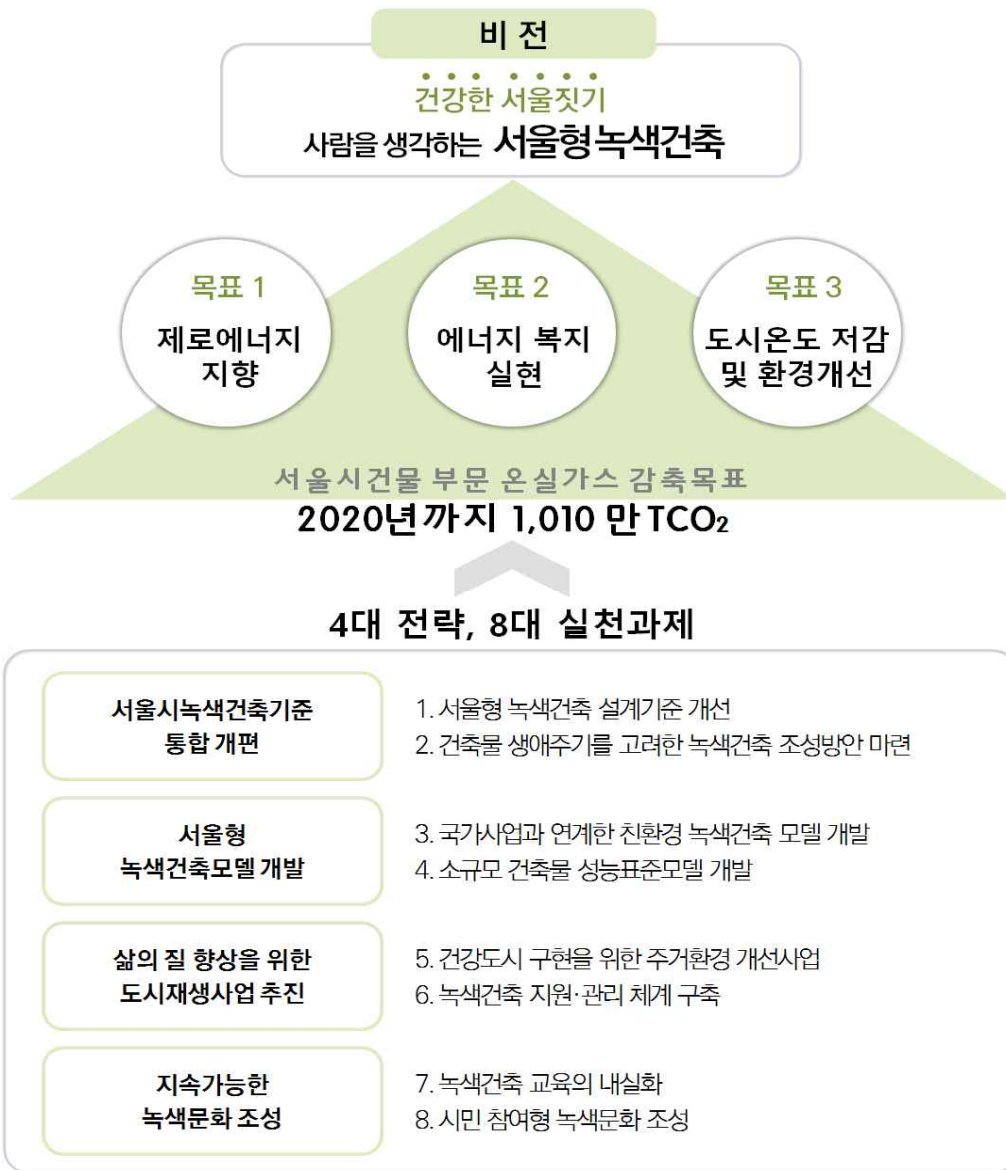 비 전
건강한 서울짓기
사람을 생각하는 서울형 녹색건축
목표 1
제로에너지
지향
목표 2
에너지 복지
실현
목표 3
도시온도 저감
및 환경개선
서울시건물 부문 온실가스 감축목표
2020년까지 1,010 만 TCO₂
4대 전략, 8대 실천과제
서울시녹색건축기준
통합 개편
1. 서울형 녹색건축 설계기준 개선
2. 건축물 생애주기를 고려한 녹색건축 조성방안 마련
서울형
녹색건축모델 개발
3. 국가사업과 연계한 친환경 녹색건축 모델 개발
4. 소규모 건축물 성능표준모델 개발
삶의 질 향상을 위한
도시재생사업 추진
5. 건강도시 구현을 위한 주거환경 개선사업
6. 녹색건축 지원·관리 체계 구축
지속가능한
녹색문화 조성
7. 녹색건축 교육의 내실화
8. 시민 참여형 녹색문화 조성